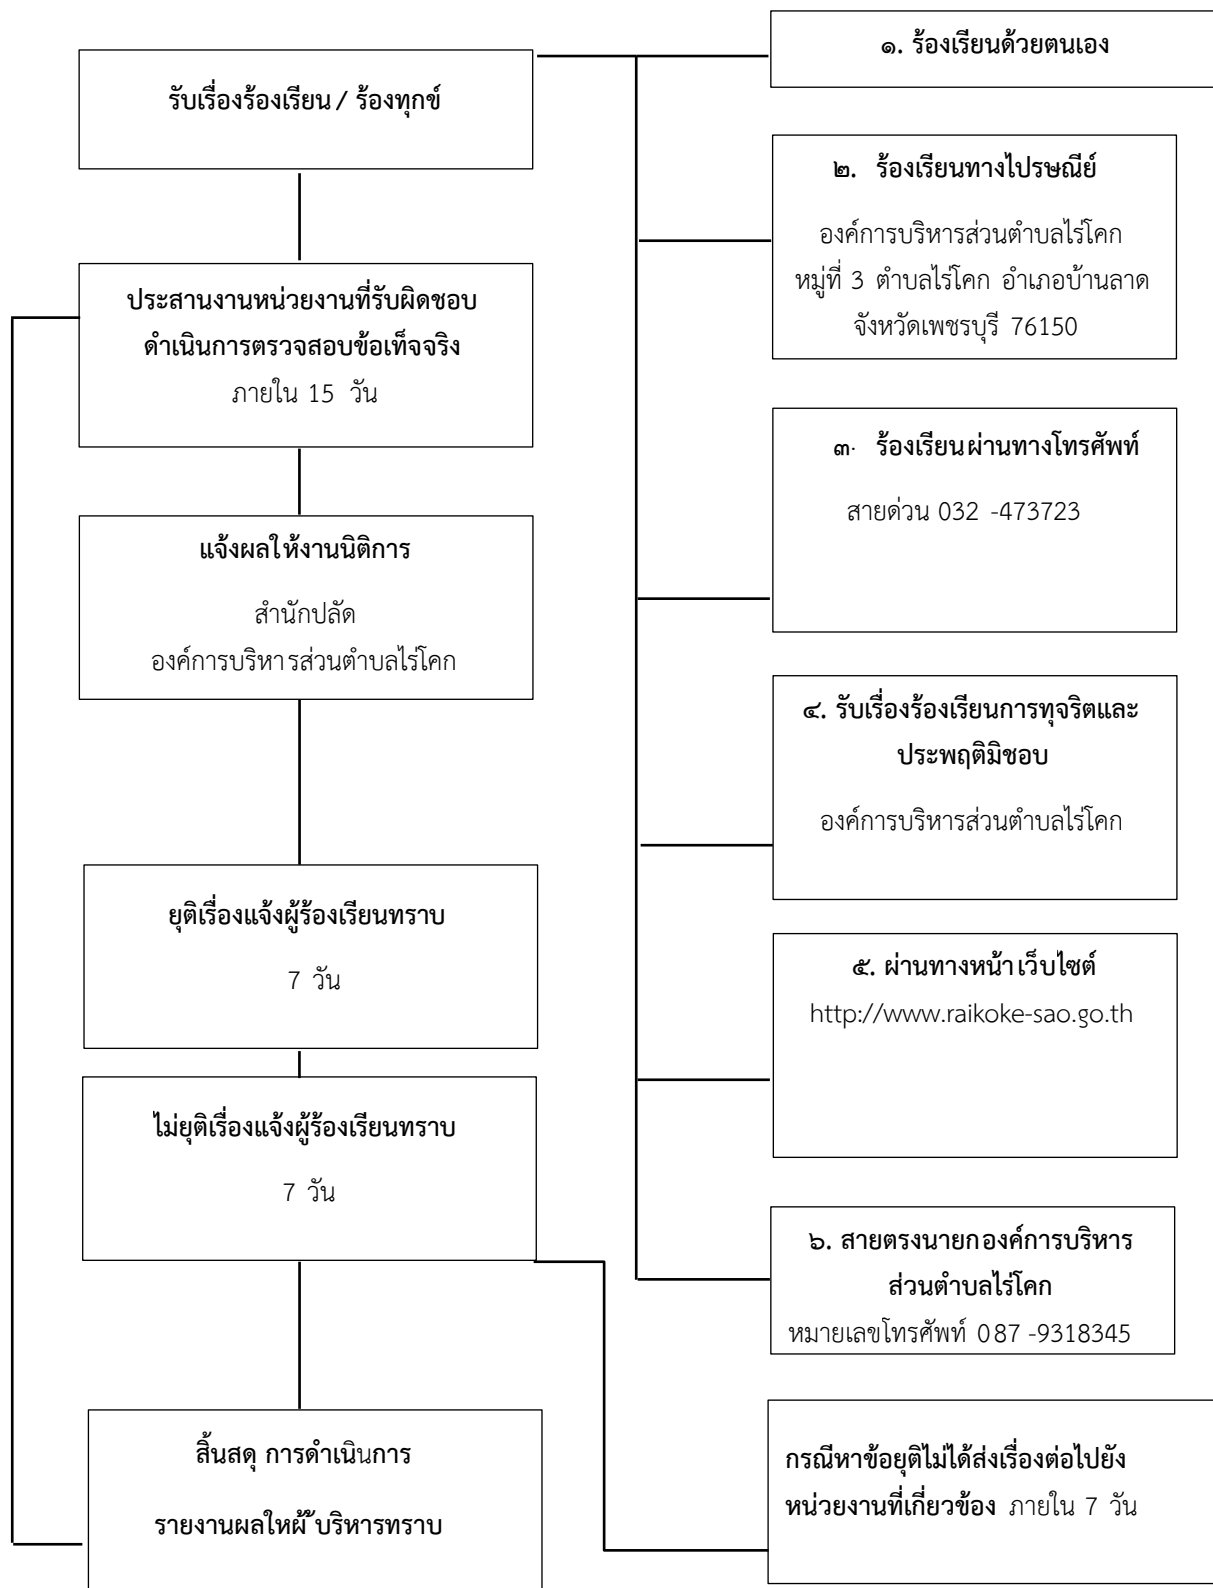 รับเรื่องร้องเรียน / ร้องทุกข์
ประสานงานหน่วยงานที่รับผิดชอบ
ดำเนินการตรวจสอบข้อเท็จจริง
ภายใน 15 วัน
แจ้งผลให้งานนิติการ
สำนักปลัด
องค์การบริหารส่วนตำบลไร่โคก
ยุติเรื่องแจ้งผู้ร้องเรียนทราบ
7 วัน
ไม่ยุติเรื่องแจ้งผู้ร้องเรียนทราบ
7 วัน
สิ้นสดุ การดำเนินการ
รายงานผลใหผ้ ู้บริหารทราบ
๑. ร้องเรียนด้วยตนเอง
๒. ร้องเรียนทางไปรษณีย์
องค์การบริหารส่วนตำบลไร่โคก
หมู่ที่ 3 ตำบลไร่โคก อำเภอบ้านลาด
จังหวัดเพชรบุรี 76150
๓. ร้องเรียนผ่านทางโทรศัพท์
สายด่วน 032 -473723
๔. รับเรื่องร้องเรียนการทุจริตและ
ประพฤติมิชอบ
องค์การบริหารส่วนตำบลไร่โคก
๕. ผ่านทางหน้าเว็บไซต์
http://www.raikoke-sao.go.th
๖. สายตรงนายกองค์การบริหาร
ส่วนตำบลไร่โคก
หมายเลขโทรศัพท์ 087 -9318345
กรณีหาข้อยุติไม่ได้ส่งเรื่องต่อไปยัง
หน่วยงานที่เกี่ยวข้อง ภายใน 7 วัน